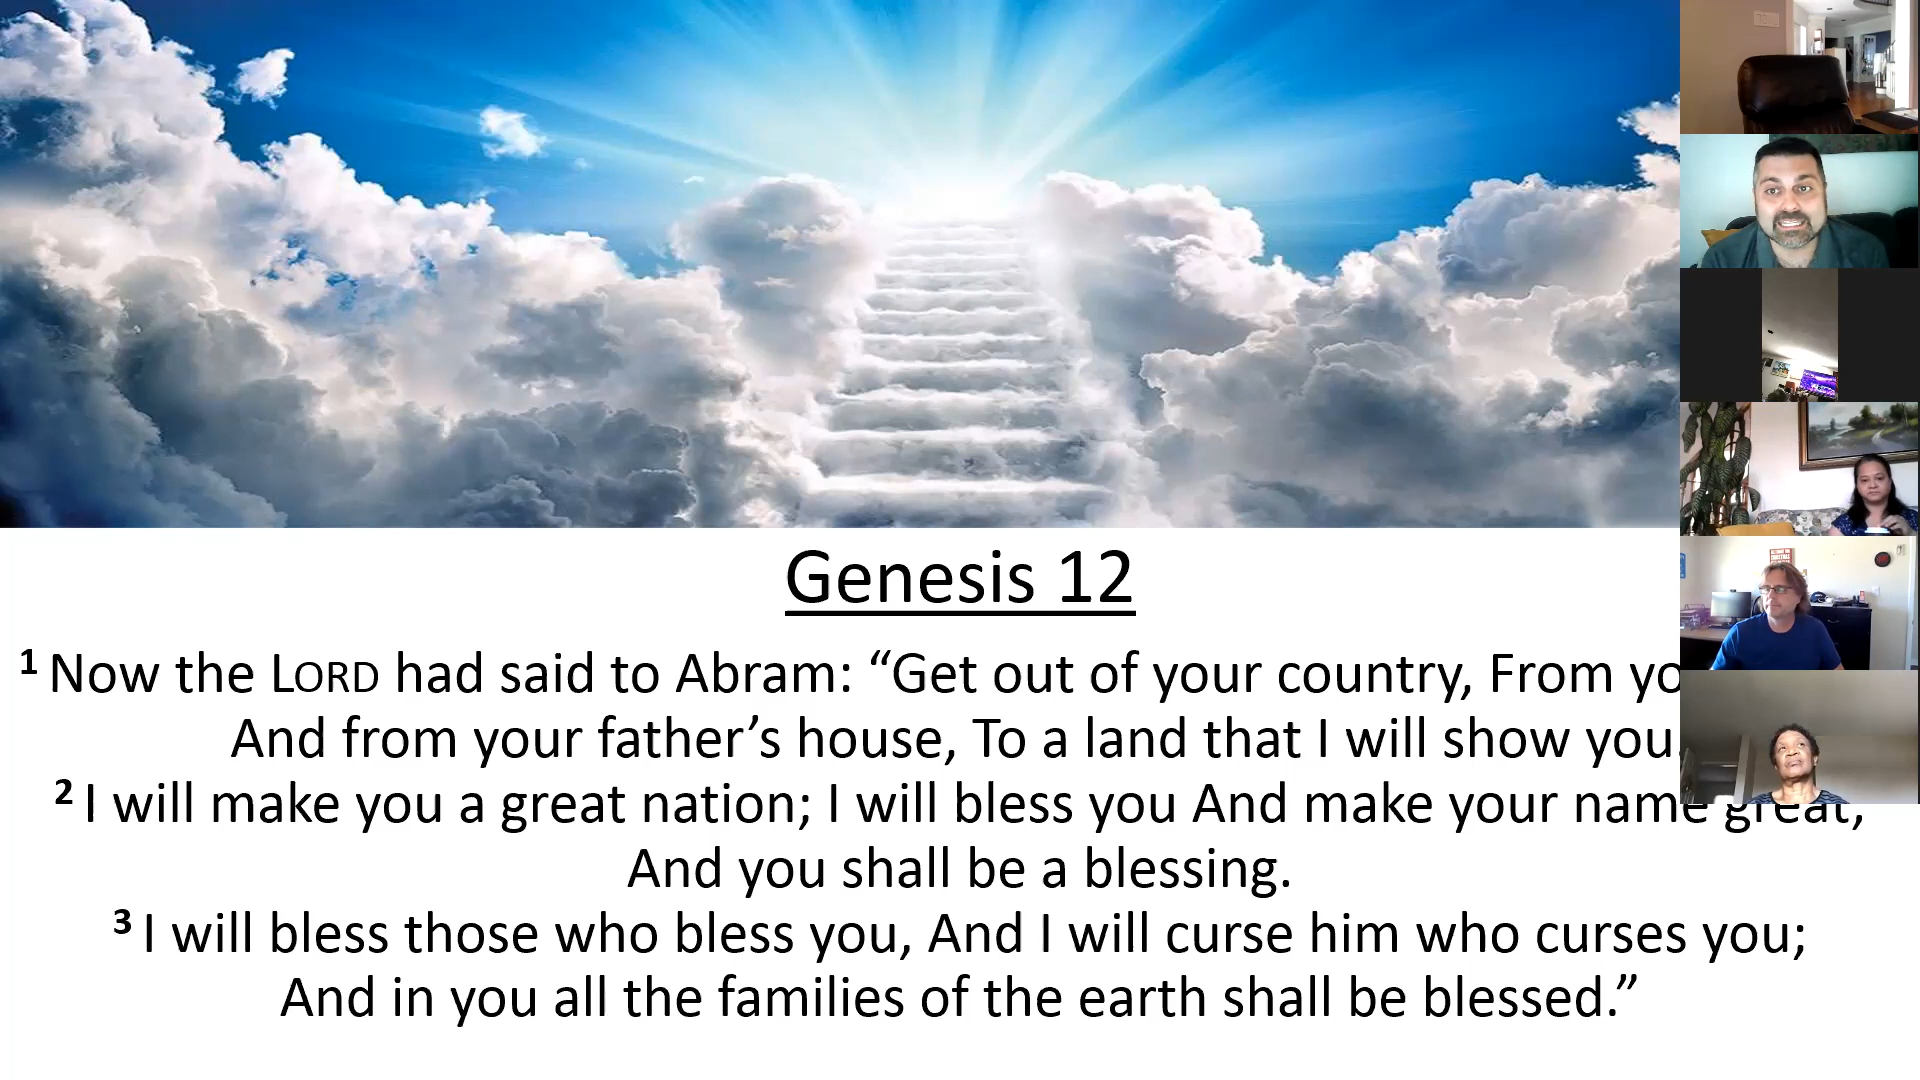 Genesis 12
1 Now the LORD had said to Abram: “Get out of your country, From
And from your father’s house, To a land that I will show you.
2 I will make you a great nation; I will bless you And make your name great,
And you shall be a blessing.
3 I will bless those who bless you, And I will curse him who curses you;
And in you all the families of the earth shall be blessed.”